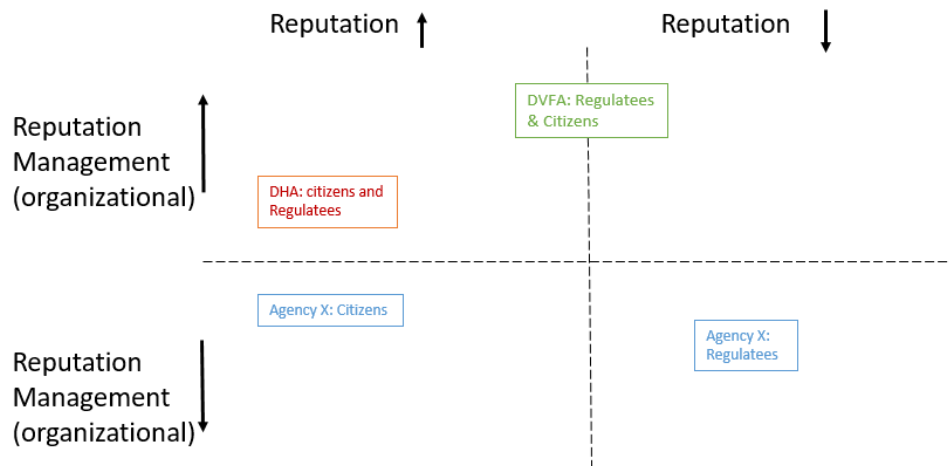 Reputation
Reputation
DVFA: Regulatees
& Citizens
Reputation
Management
(organizational)
DHA: citizens and
Regulatees
Agency X: Citizens
Agency X:
Regulatees
Reputation
Management
(organizational)